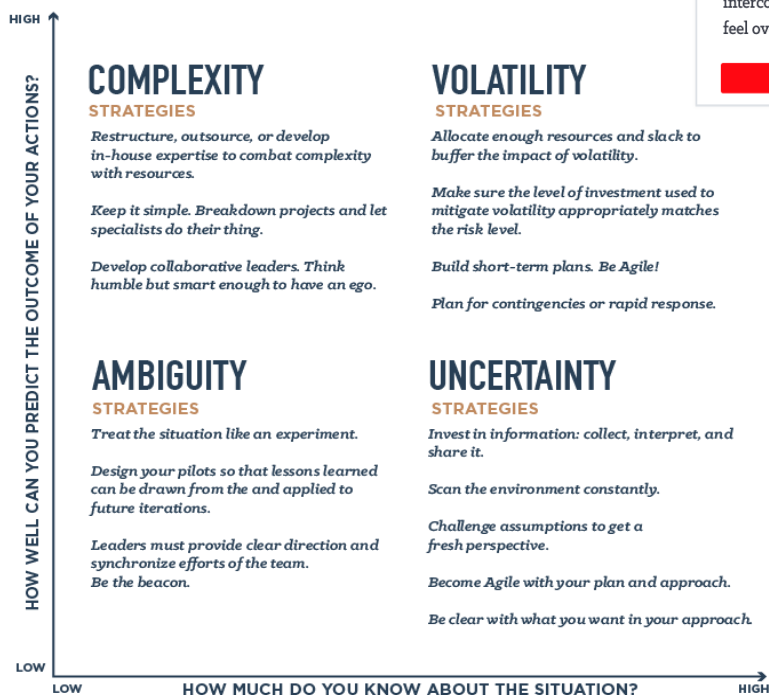 interco
feel ov
HIGH
HOW WELL CAN YOU PREDICT THE OUTCOME OF YOUR ACTIONS?
COMPLEXITY
STRATEGIES
Restructure, outsource, or develop
in-house expertise to combat complexity
with resources.
Keep it simple. Breakdown projects and let
specialists do their thing.
Develop collaborative leaders. Think
humble but smart enough to have an ego.
VOLATILITY
STRATEGIES
Allocate enough resources and slack to
buffer the impact of volatility.
Make sure the level of investment used to
mitigate volatility appropriately matches
the risk level.
Build short-term plans. Be Agile!
Plan for contingencies or rapid response.
AMBIGUITY
STRATEGIES
Treat the situation like an experiment.
Design your pilots so that lessons learned
can be drawn from the and applied to
future iterations.
Leaders must provide clear direction and
synchronize efforts of the team.
Be the beacon.
UNCERTAINTY
STRATEGIES
Invest in information: collect, interpret, and
share it.
Scan the environment constantly.
Challenge assumptions to get a
fresh perspective.
Become Agile with your plan and approach.
Be clear with what you want in your approach.
LOW
LOW
HOW MUCH DO YOU KNOW ABOUT THE SITUATION?
HIGH